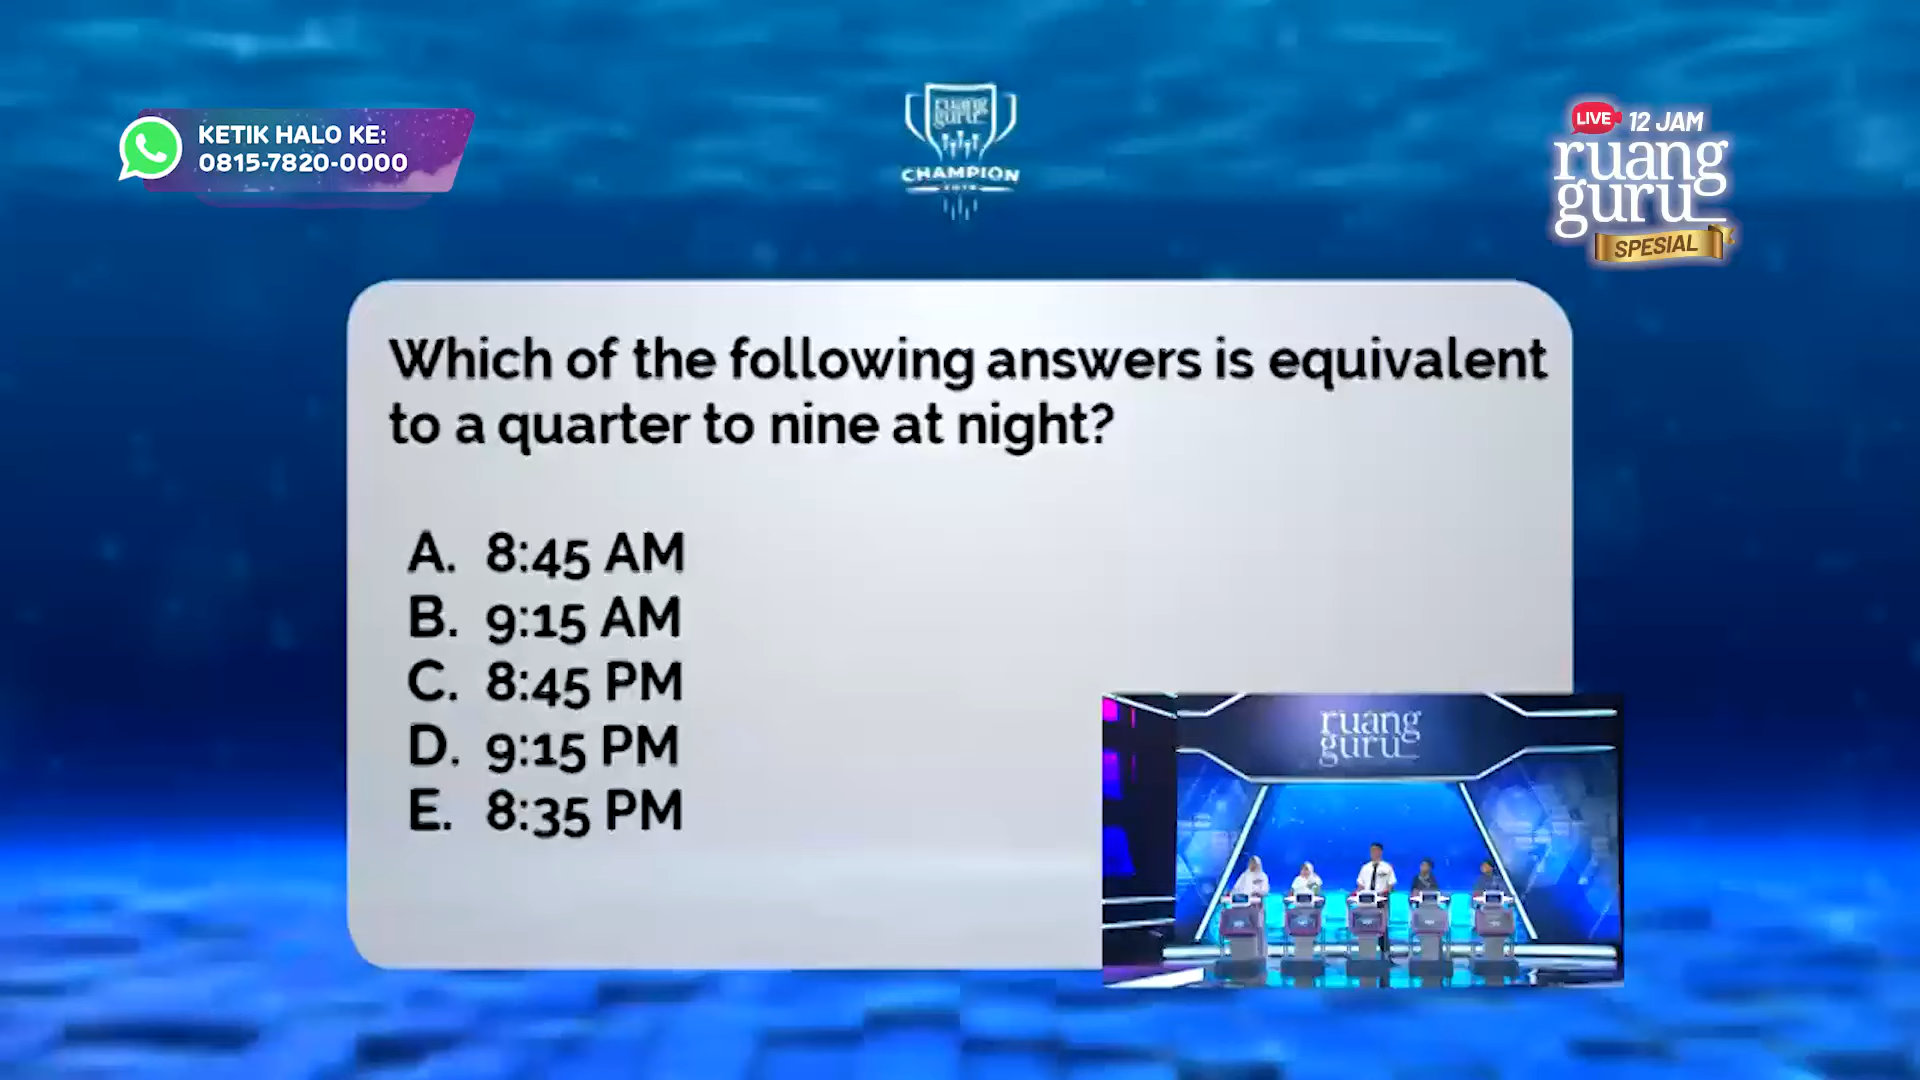 KETIK HALO KE:
0815-7820-0000
ruang
guru
CHAMPION
LIVE
12 JAM
ruang
guru
SPESIAL
Which of the following answers is equivalent
to a quarter to nine at night?
A. 8:45 AM
B. 9:15 AM
C. 8:45 PM
D. 9:15 PM
E. 8:35 PM
ruang
guru